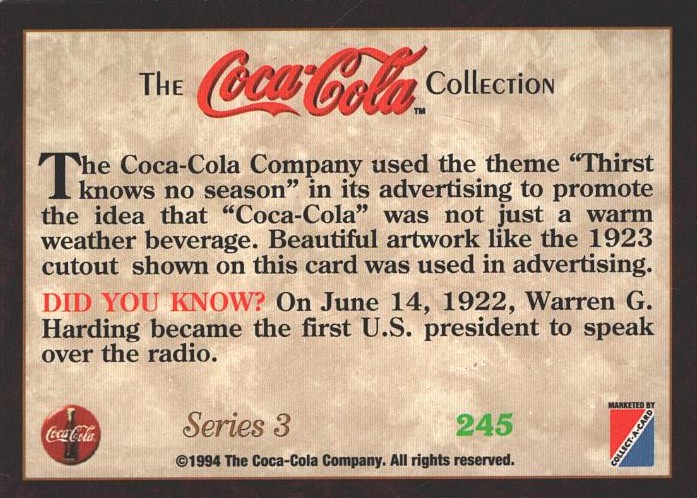 The Coca-Cola™ Collection
The Coca-Cola Company used the theme “Thirst
knows no season” in its advertising to promote
the idea that “Coca-Cola” was not just a warm
weather beverage. Beautiful artwork like the 1923
cutout shown on this card was used in advertising.
DID YOU KNOW? On June 14, 1922, Warren G.
Harding became the first U.S. president to speak
over the radio.
Coca-Cola
Series 3
245
MARKETED BY
COLLECT-A-CARD
©1994 The Coca-Cola Company. All rights reserved.